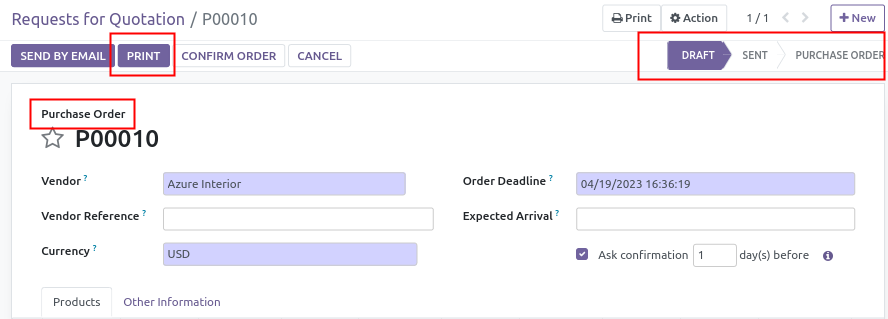 Requests for Quotation / P00010
Print Action 1 / 1 New
SEND BY EMAIL PRINT CONFIRM ORDER CANCEL DRAFT SENT PURCHASE ORDER
Purchase Order
P00010
Vendor ? Azure Interior Order Deadline ? 04/19/2023 16:36:19
Vendor Reference ? Expected Arrival ?
Currency ? USD Ask confirmation 1 day(s) before
Products Other Information